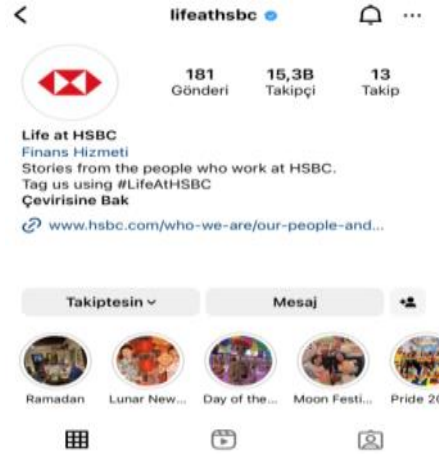 lifeathsbc
181 15,3B 13
Gönderi Takipçi Takip
Life at HSBC
Finans Hizmeti
Stories from the people who work at HSBC.
Tag us using #LifeAtHSBC
Çevirisine Bak
www.hsbc.com/who-we-are/our-people-and...
Takiptesin Mesaj
Ramadan Lunar New... Day of the... Moon Festi... Pride 20